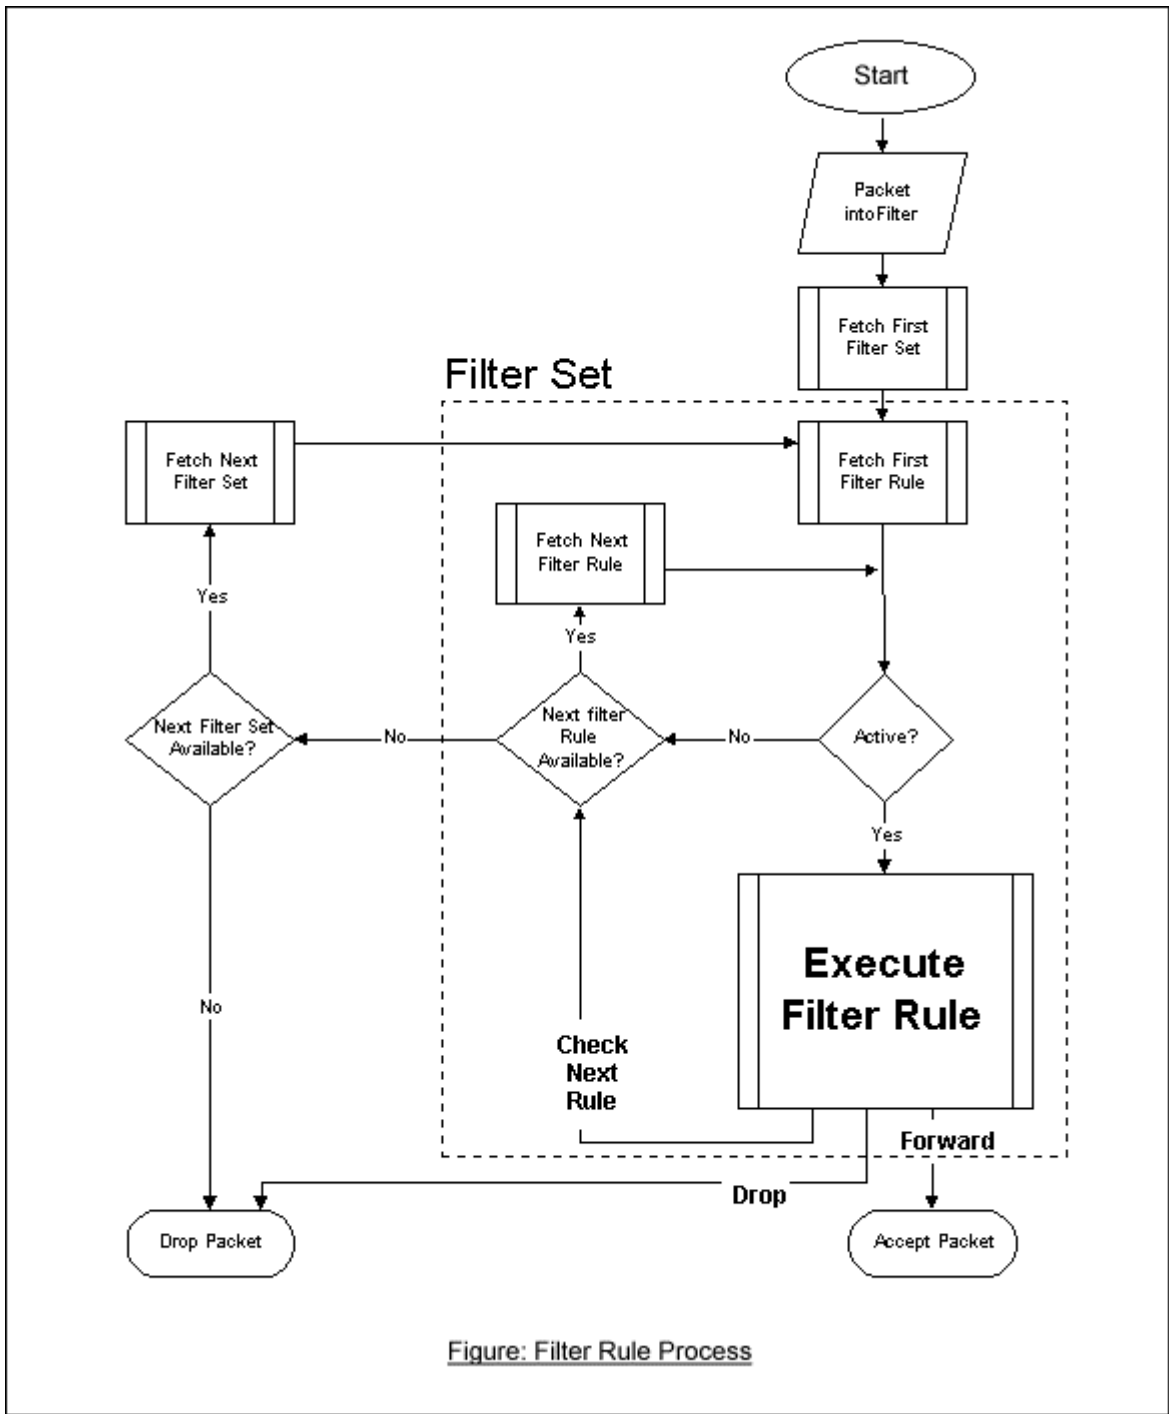 Start
Packet
into Filter
Fetch First
Filter Set
Filter Set
Fetch Next
Filter Set
Fetch First
Filter Rule
Fetch Next
Filter Rule
Yes
Yes
Next Filter Set
Available?
No
Next filter
Rule
Available?
No
Active?
Yes
Execute
Filter Rule
No
Check
Next
Rule
Forward
Drop
Drop Packet
Accept Packet
Figure: Filter Rule Process